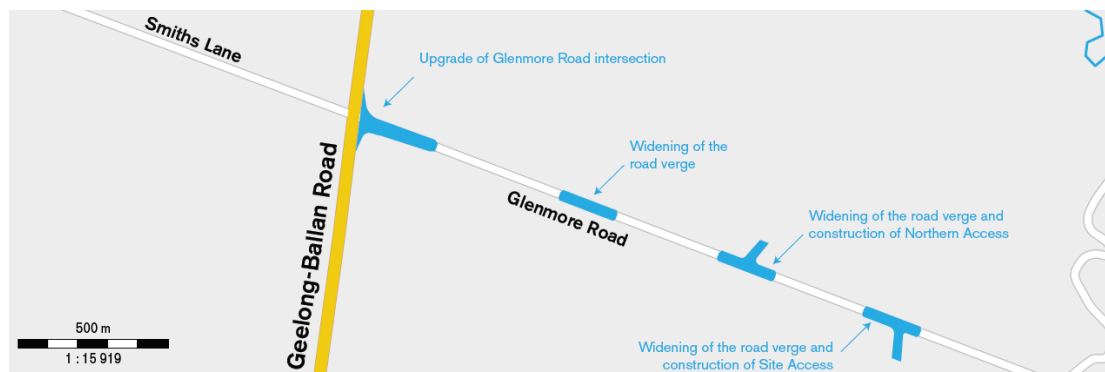 Smiths Lane
Upgrade of Glenmore Road intersection
Widening of the
road verge
Glenmore Road
Geelong-Ballan Road
Widening of the road verge and
construction of Northern Access
500 m
1 : 15 919
Widening of the road verge and
construction of Site Access